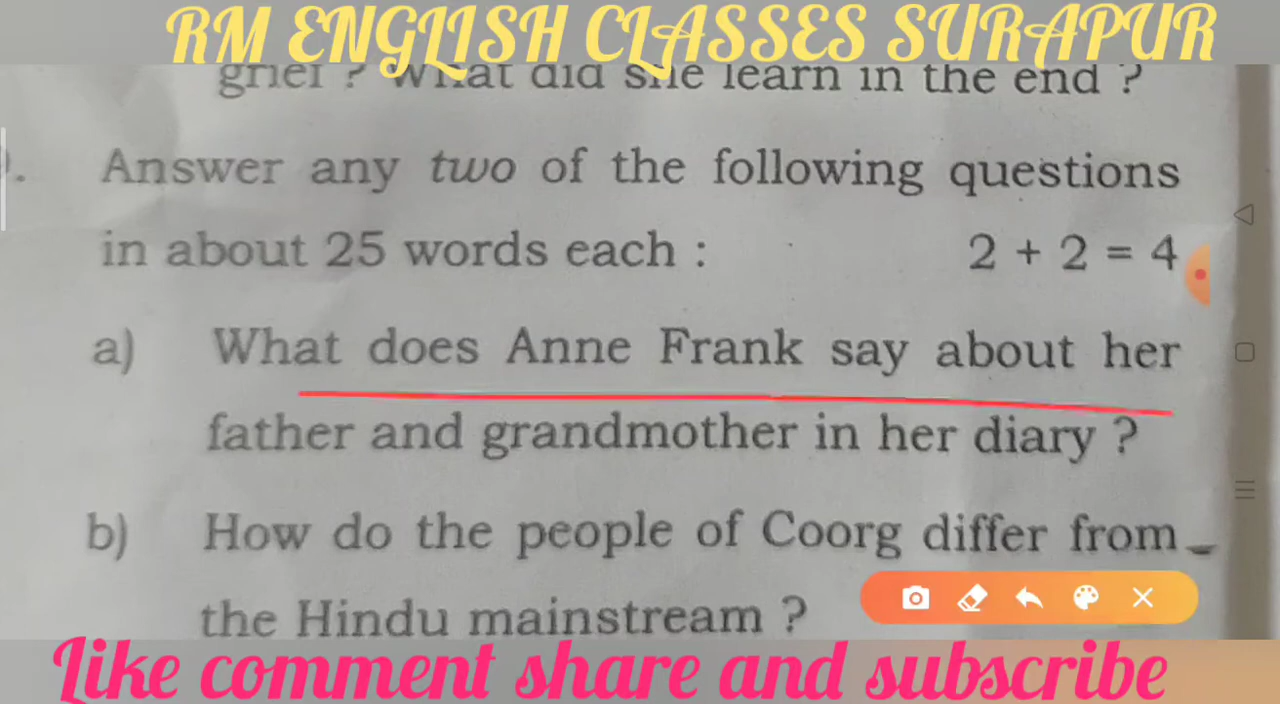 RM ENGLISH CLASSES SURAPUR
grief ? What did she learn in the end ?
. Answer any two of the following questions
in about 25 words each : 2 + 2 = 4
a) What does Anne Frank say about her
father and grandmother in her diary ?
b) How do the people of Coorg differ from
the Hindu mainstream ?
Like comment share and subscribe